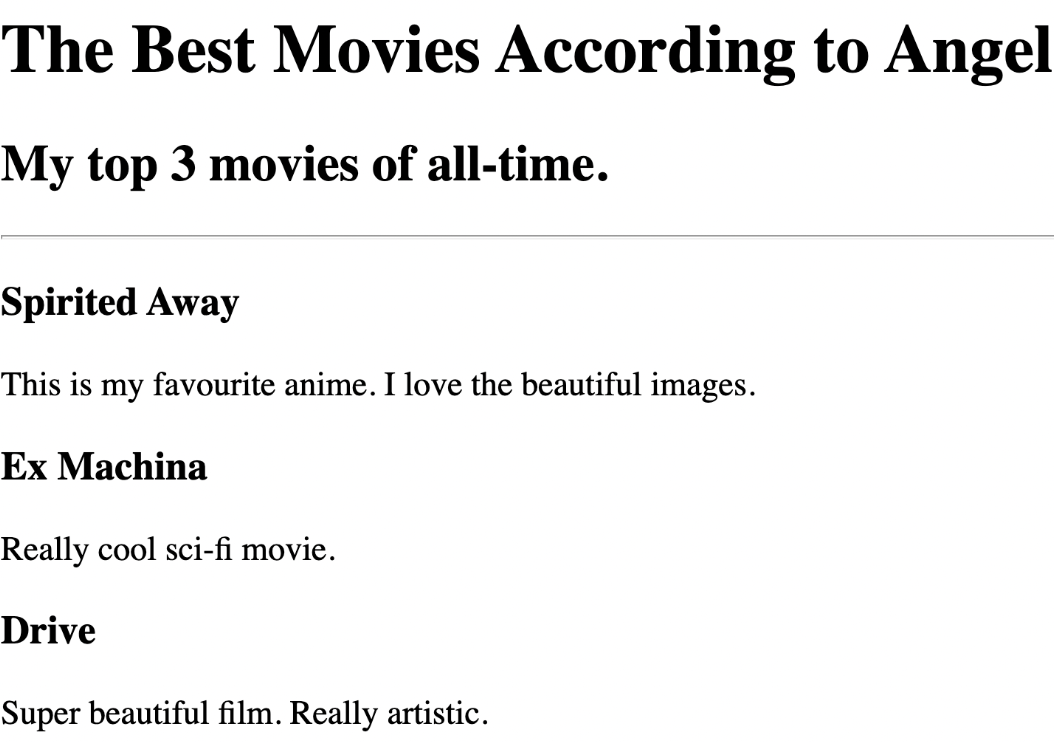 The Best Movies According to Angel
My top 3 movies of all-time.
Spirited Away
This is my favourite anime. I love the beautiful images.
Ex Machina
Really cool sci-fi movie.
Drive
Super beautiful film. Really artistic.